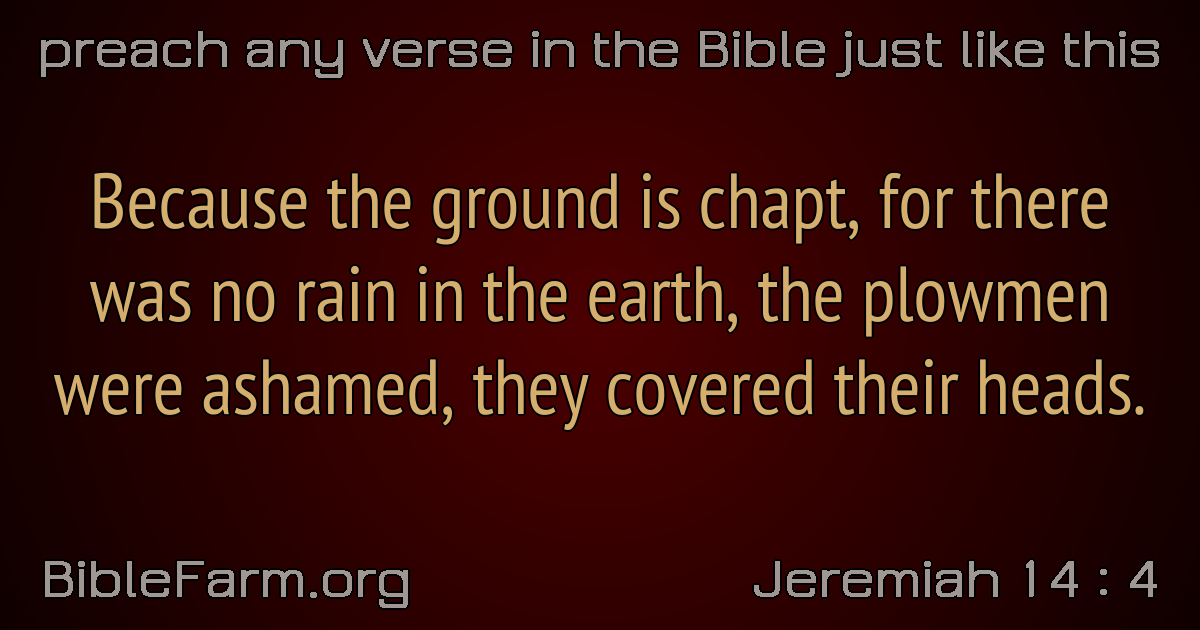 preach any verse in the Bible just like this
Because the ground is chapt, for there
was no rain in the earth, the plowmen
were ashamed, they covered their heads.
BibleFarm.org
Jeremiah 14 : 4